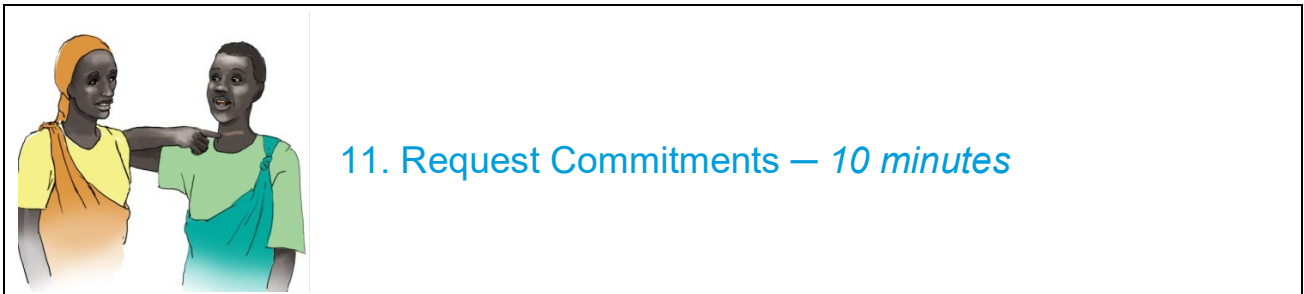 11. Request Commitments ─ 10 minutes